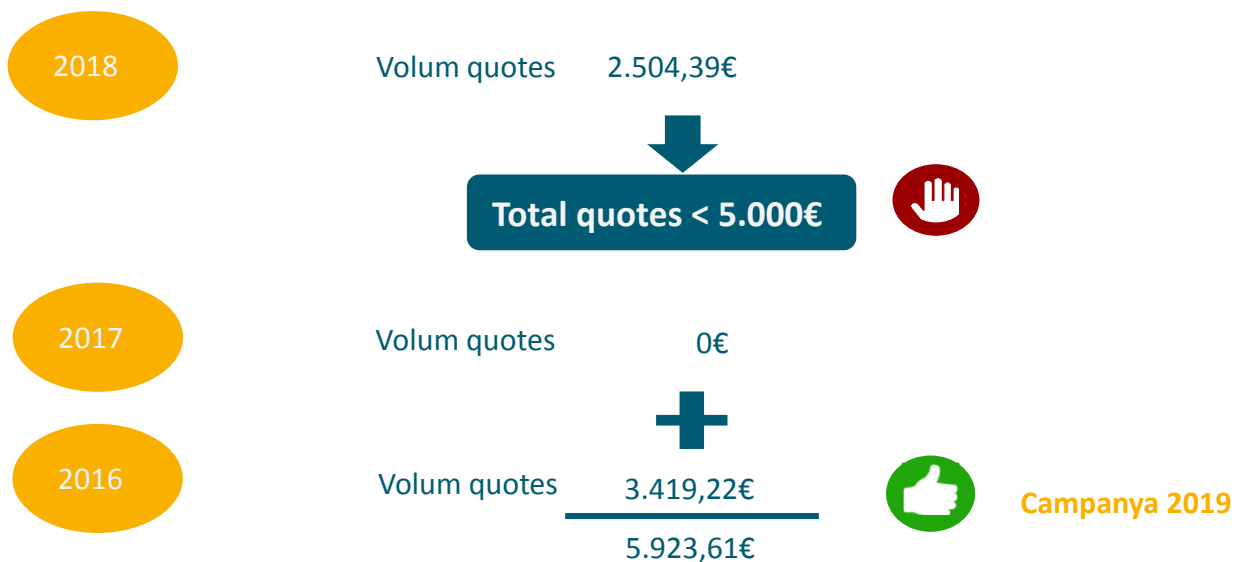 2018
Volum quotes 2.504,39€
Total quotes < 5.000€
2017
Volum quotes 0€
2016
Volum quotes 3.419,22€
Campanya 2019
5.923,61€